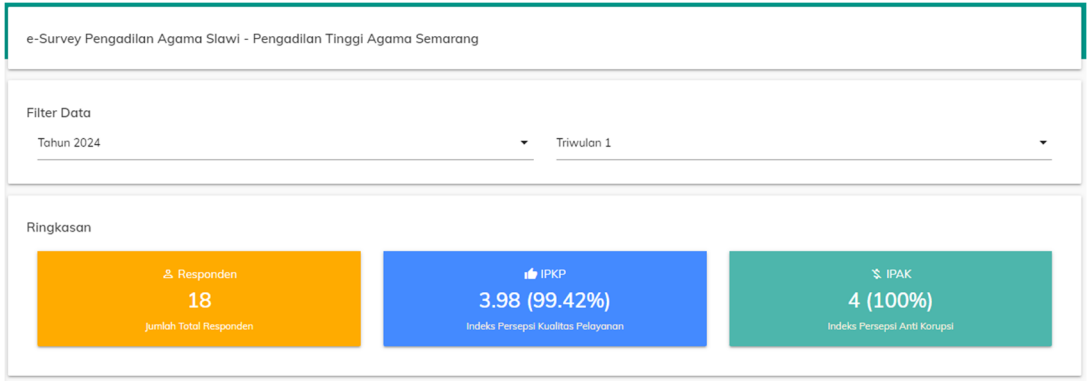 e-Survey Pengadilan Agama Slawi - Pengadilan Tinggi Agama Semarang
Filter Data
Tahun 2024
Triwulan 1
Ringkasan
Responden
18
Jumlah Total Responden
IPKP
3.98 (99.42%)
Indeks Persepsi Kualitas Pelayanan
IPAK
4 (100%)
Indeks Persepsi Anti Korupsi